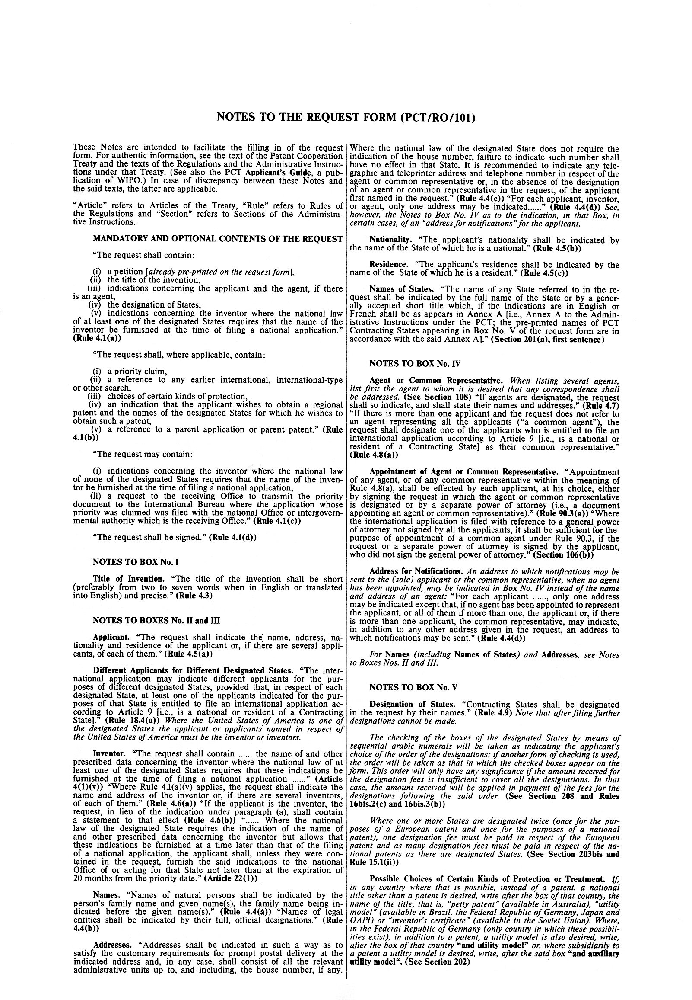 NOTES TO THE REQUEST FORM (PCT/RO/101)
These Notes are intended to facilitate the filling in of the request
form. For authentic information, see the text of the Patent Cooperation
Treaty and the texts of the Regulations and the Administrative Instruc-
tions under that Treaty. (See also the PCT Applicant's Guide, a pub-
lication of WIPO.) In case of discrepancy between these Notes and
the said texts, the latter are applicable.
“Article” refers to Articles of the Treaty, “Rule” refers to Rules of
the Regulations and “Section” refers to Sections of the Administra-
tive Instructions.
MANDATORY AND OPTIONAL CONTENTS OF THE REQUEST
“The request shall contain:
(i) a petition [already pre-printed on the request form],
(ii) the title of the invention,
(iii) indications concerning the applicant and the agent, if there
is an agent,
(iv) the designation of States,
(v) indications concerning the inventor where the national law
of at least one of the designated States requires that the name of the
inventor be furnished at the time of filing a national application.”
(Rule 4.1(a))
“The request shall, where applicable, contain:
(i) a priority claim,
(ii) a reference to any earlier international, international-type
or other search,
(iii) choices of certain kinds of protection,
(iv) an indication that the applicant wishes to obtain a regional
patent and the names of the designated States for which he wishes to
obtain such a patent,
(v) a reference to a parent application or parent patent.” (Rule
4.1(b))
“The request may contain:
(i) indications concerning the inventor where the national law
of none of the designated States requires that the name of the inven-
tor be furnished at the time of filing a national application,
(ii) a request to the receiving Office to transmit the priority
document to the International Bureau where the application whose
priority was claimed was filed with the national Office or intergovern-
mental authority which is the receiving Office.” (Rule 4.1(c))
“The request shall be signed.” (Rule 4.1(d))
NOTES TO BOX No. I
Title of Invention. “The title of the invention shall be short
(preferably from two to seven words when in English or translated
into English) and precise.” (Rule 4.3)
NOTES TO BOXES No. II and III
Applicant. “The request shall indicate the name, address, na-
tionality and residence of the applicant or, if there are several appli-
cants, of each of them.” (Rule 4.5(a))
Different Applicants for Different Designated States. “The inter-
national application may indicate different applicants for the pur-
poses of different designated States, provided that, in respect of each
designated State, at least one of the applicants indicated for the pur-
poses of that State is entitled to file an international application ac-
cording to Article 9 [i.e., is a national or resident of a Contracting
State].” (Rule 18.4(a)) Where the United States of America is one of
the designated States the applicant or applicants named in respect of
the United States of America must be the inventor or inventors.
Inventor. “The request shall contain ...... the name of and other
prescribed data concerning the inventor where the national law of at
least one of the designated States requires that these indications be
furnished at the time of filing a national application ......” (Article
4(1)(v)) “Where Rule 4.1(a)(v) applies, the request shall indicate the
name and address of the inventor or, if there are several inventors,
of each of them.” (Rule 4.6(a)) “If the applicant is the inventor, the
request, in lieu of the indication under paragraph (a), shall contain
a statement to that effect (Rule 4.6(b)) “...... Where the national
law of the designated State requires the indication of the name of
and other prescribed data concerning the inventor but allows that
these indications be furnished at a time later than that of the filing
of a national application, the applicant shall, unless they were con-
tained in the request, furnish the said indications to the national
Office of or acting for that State not later than at the expiration of
20 months from the priority date.” (Article 22(1))
Names. “Names of natural persons shall be indicated by the
person's family name and given name(s), the family name being in-
dicated before the given name(s).” (Rule 4.4(a)) “Names of legal
entities shall be indicated by their full, official designations.” (Rule
4.4(b))
Addresses. “Addresses shall be indicated in such a way as to
satisfy the customary requirements for prompt postal delivery at the
indicated address and, in any case, shall consist of all the relevant
administrative units up to, and including, the house number, if any.
Where the national law of the designated State does not require the
indication of the house number, failure to indicate such number shall
have no effect in that State. It is recommended to indicate any tele-
graphic and teleprinter address and telephone number in respect of the
agent or common representative or, in the absence of the designation
of an agent or common representative in the request, of the applicant
first named in the request.” (Rule 4.4(c)) “For each applicant, inventor,
or agent, only one address may be indicated......” (Rule 4.4(d)) See,
however, the Notes to Box No. IV as to the indication, in that Box, in
certain cases, of an “address for notifications” for the applicant.
Nationality. “The applicant's nationality shall be indicated by
the name of the State of which he is a national.” (Rule 4.5(b))
Residence. “The applicant's residence shall be indicated by the
name of the State of which he is a resident.” (Rule 4.5(c))
Names of States. “The name of any State referred to in the re-
quest shall be indicated by the full name of the State or by a gener-
ally accepted short title which, if the indications are in English or
French shall be as appears in Annex A [i.e., Annex A to the Admin-
istrative Instructions under the PCT; the pre-printed names of PCT
Contracting States appearing in Box No. V of the request form are in
accordance with the said Annex A].” (Section 201(a), first sentence)
NOTES TO BOX No. IV
Agent or Common Representative. When listing several agents,
list first the agent to whom it is desired that any correspondence shall
be addressed. (See Section 108) “If agents are designated, the request
shall so indicate, and shall state their names and addresses.” (Rule 4.7)
“If there is more than one applicant and the request does not refer to
an agent representing all the applicants (“a common agent”), the
request shall designate one of the applicants who is entitled to file an
international application according to Article 9 [i.e., is a national or
resident of a Contracting State] as their common representative.”
(Rule 4.8(a))
Appointment of Agent or Common Representative. “Appointment
of any agent, or of any common representative within the meaning of
Rule 4.8(a), shall be effected by each applicant, at his choice, either
by signing the request in which the agent or common representative
is designated or by a separate power of attorney (i.e., a document
appointing an agent or common representative).” (Rule 90.3(a)) “Where
the international application is filed with reference to a general power
of attorney not signed by all the applicants, it shall be sufficient for the
purpose of appointment of a common agent under Rule 90.3, if the
request or a separate power of attorney is signed by the applicant,
who did not sign the general power of attorney.” (Section 106(b))
Address for Notifications. An address to which notifications may be
sent to the (sole) applicant or the common representative, when no agent
has been appointed, may be indicated in Box No. IV instead of the name
and address of an agent: “For each applicant ......, only one address
may be indicated except that, if no agent has been appointed to represent
the applicant, or all of them if more than one, the applicant or, if there
is more than one applicant, the common representative, may indicate,
in addition to any other address given in the request, an address to
which notifications may be sent.” (Rule 4.4(d))
For Names (including Names of States) and Addresses, see Notes
to Boxes Nos. II and III.
NOTES TO BOX No. V
Designation of States. “Contracting States shall be designated
in the request by their names.” (Rule 4.9) Note that after filing further
designations cannot be made.
The checking of the boxes of the designated States by means of
sequential arabic numerals will be taken as indicating the applicant's
choice of the order of the designations; if another form of checking is used,
the order will be taken as that in which the checked boxes appear on the
form. This order will only have any significance if the amount received for
the designation fees is insufficient to cover all the designations. In that
case, the amount received will be applied in payment of the fees for the
designations following the said order. (See Section 208 and Rules
16bis.2(c) and 16bis.3(b))
Where one or more States are designated twice (once for the pur-
poses of a European patent and once for the purposes of a national
patent), one designation fee must be paid in respect of the European
patent and as many designation fees must be paid in respect of the na-
tional patents as there are designated States. (See Section 203bis and
Rule 15.1(ii))
Possible Choices of Certain Kinds of Protection or Treatment. If,
in any country where that is possible, instead of a patent, a national
title other than a patent is desired, write after the box of that country, the
name of the title, that is, “petty patent” (available in Australia), “utility
model” (available in Brazil, the Federal Republic of Germany, Japan and
OAPI) or “inventor's certificate” (available in the Soviet Union). Where,
in the Federal Republic of Germany (only country in which these possibil-
ities exist), in addition to a patent, a utility model is also desired, write,
after the box of that country “and utility model” or, where subsidiarily to
a patent a utility model is desired, write, after the said box “and auxiliary
utility model“. (See Section 202)